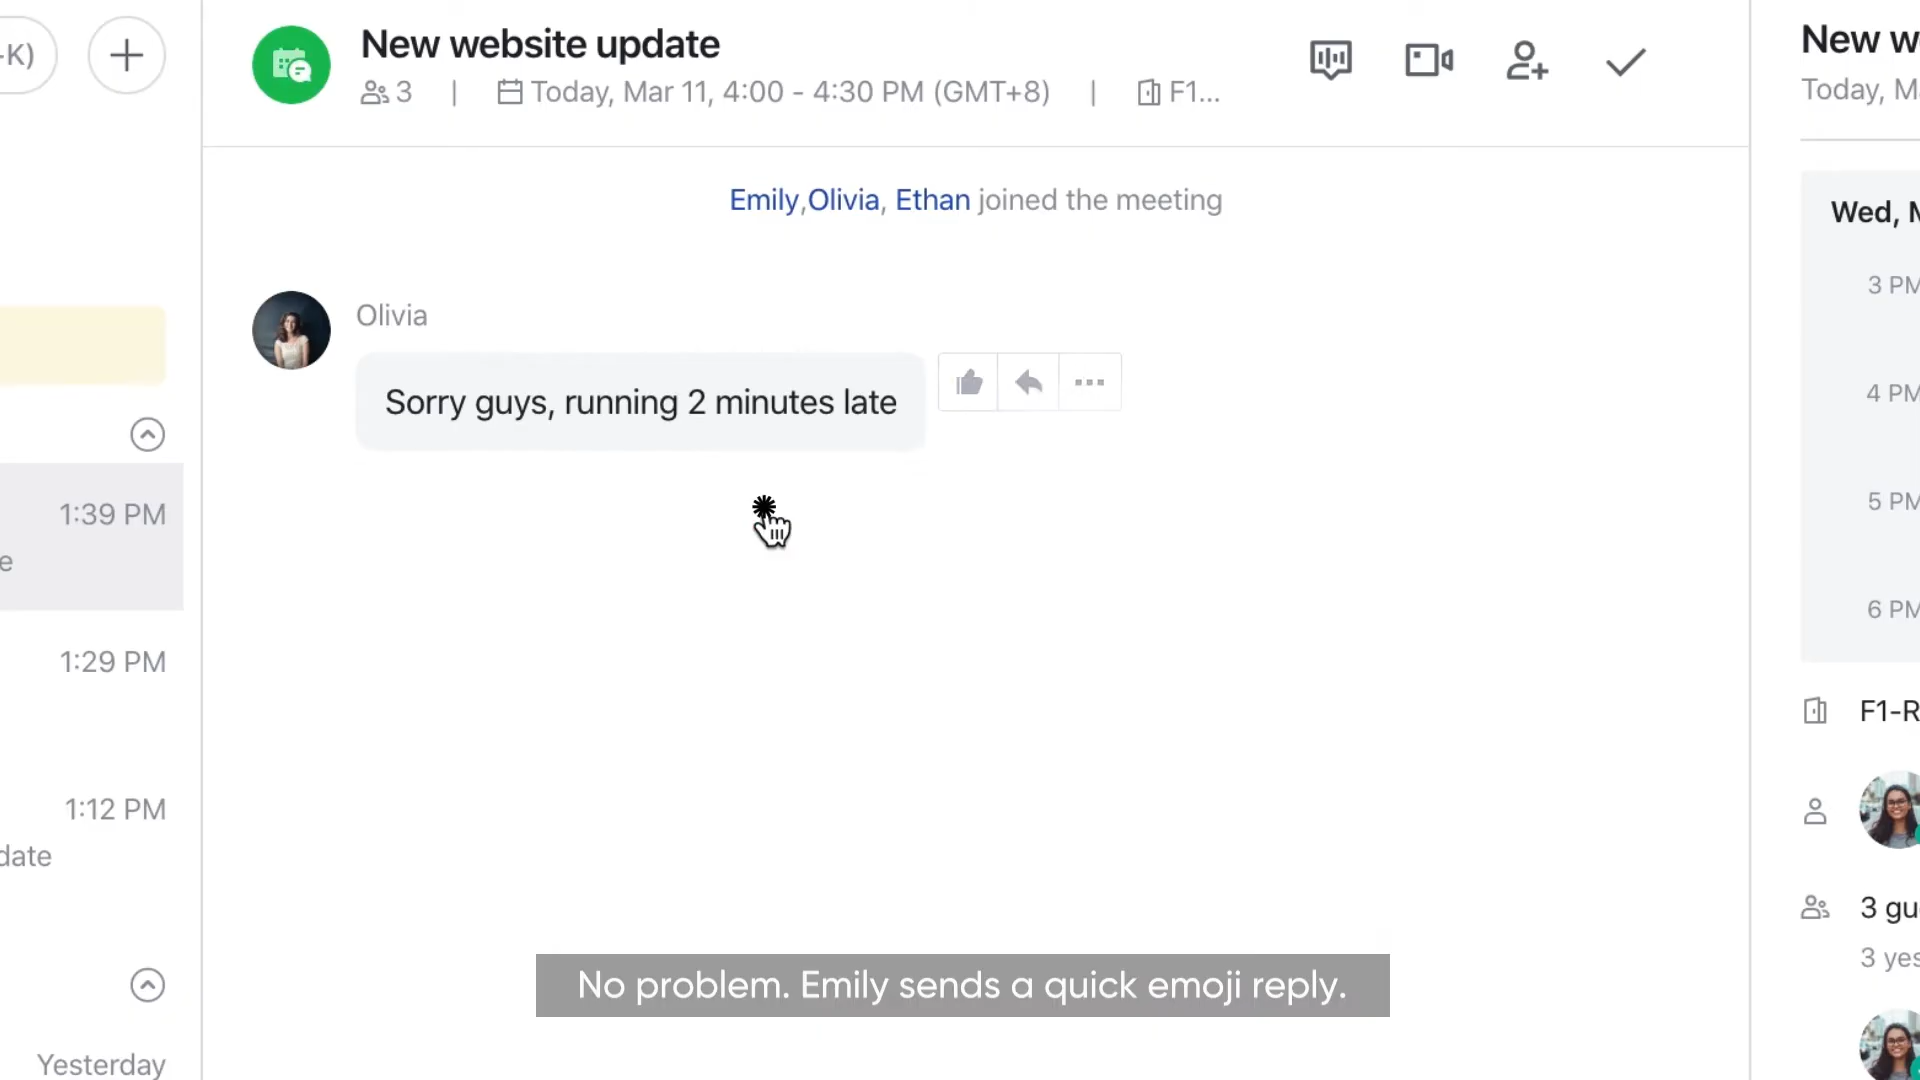 -K)
1:39 PM
e
1:29 PM
1:12 PM
date
Yesterday
New website update
3 | Today, Mar 11, 4:00 - 4:30 PM (GMT+8) | F1...
Emily,Olivia, Ethan joined the meeting
Olivia
Sorry guys, running 2 minutes late
No problem. Emily sends a quick emoji reply.
New w
Today, Ma
Wed, M
3 PM
4 PM
5 PM
6 PM
F1-R
3 gu
3 yes